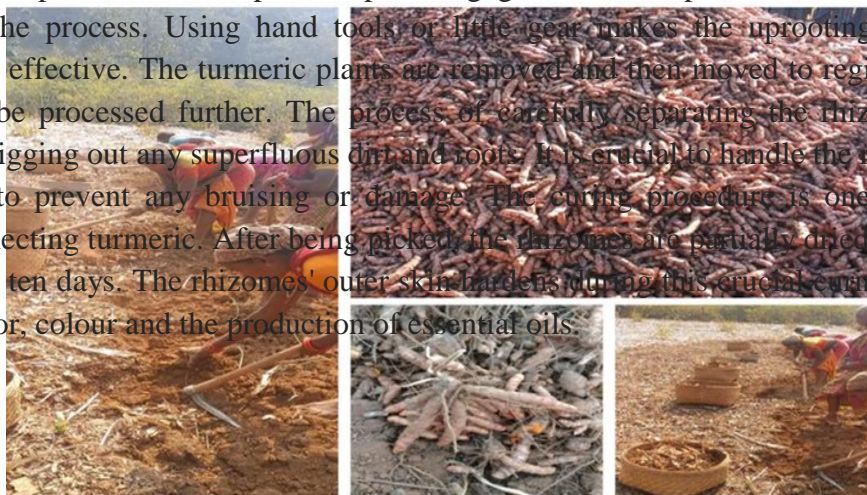 he process. Using hand tools or little gear makes the uprooting
effective. The turmeric plants are removed and then moved to reg
be processed further. The process of carefully separating the rhiz
igging out any superfluous dirt and roots. It is crucial to handle the
to prevent any bruising or damage. The curing procedure is one
ecting turmeric. After being picked, the rhizomes are partially dried
ten days. The rhizomes' outer skin hardens during this crucial
or, colour and the production of essential oils.